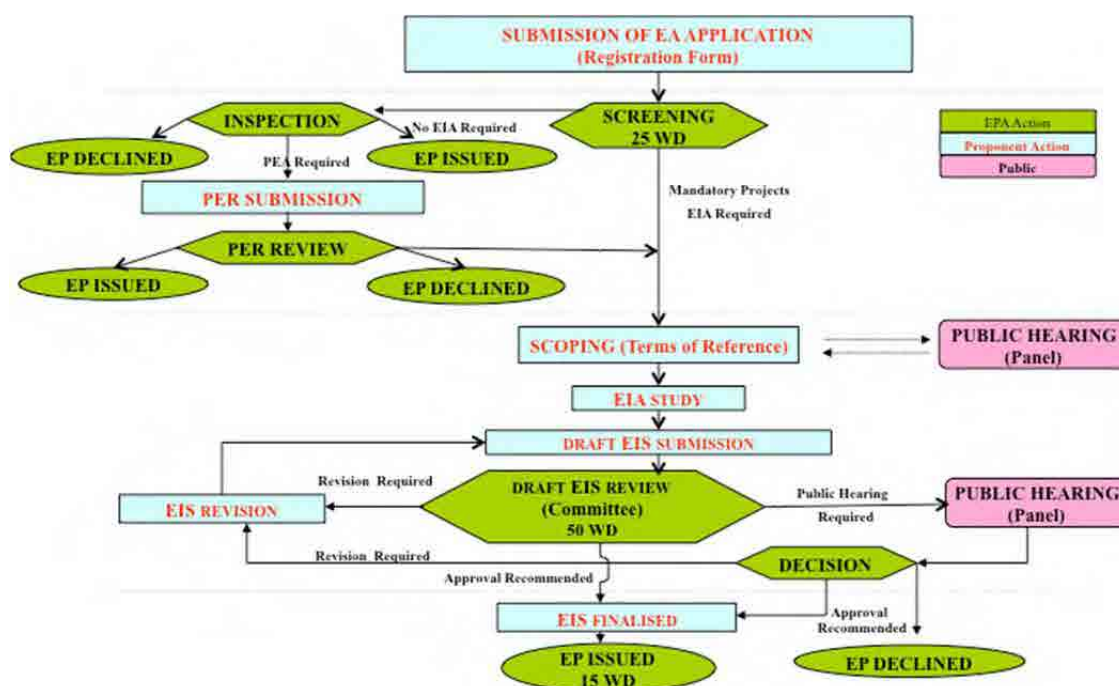 SUBMISSION OF EA APPLICATION
(Registration Form)
INSPECTION
No EIA Required
SCREENING
25 WD
EPA Action
Proponent Action
Public
EP DECLINED
PEA Required
EP ISSUED
PER SUBMISSION
Mandatory Projects
EIA Required
PER REVIEW
EP ISSUED
EP DECLINED
SCOPING (Terms of Reference)
PUBLIC HEARING
(Panel)
EIA STUDY
DRAFT EIS SUBMISSION
Revision Required
DRAFT EIS REVIEW
(Committee)
50 WD
Public Hearing
Required
PUBLIC HEARING
(Panel)
EIS REVISION
Revision Required
DECISION
Approval Recommended
EIS FINALISED
Approval
Recommended
EP ISSUED
15 WD
EP DECLINED